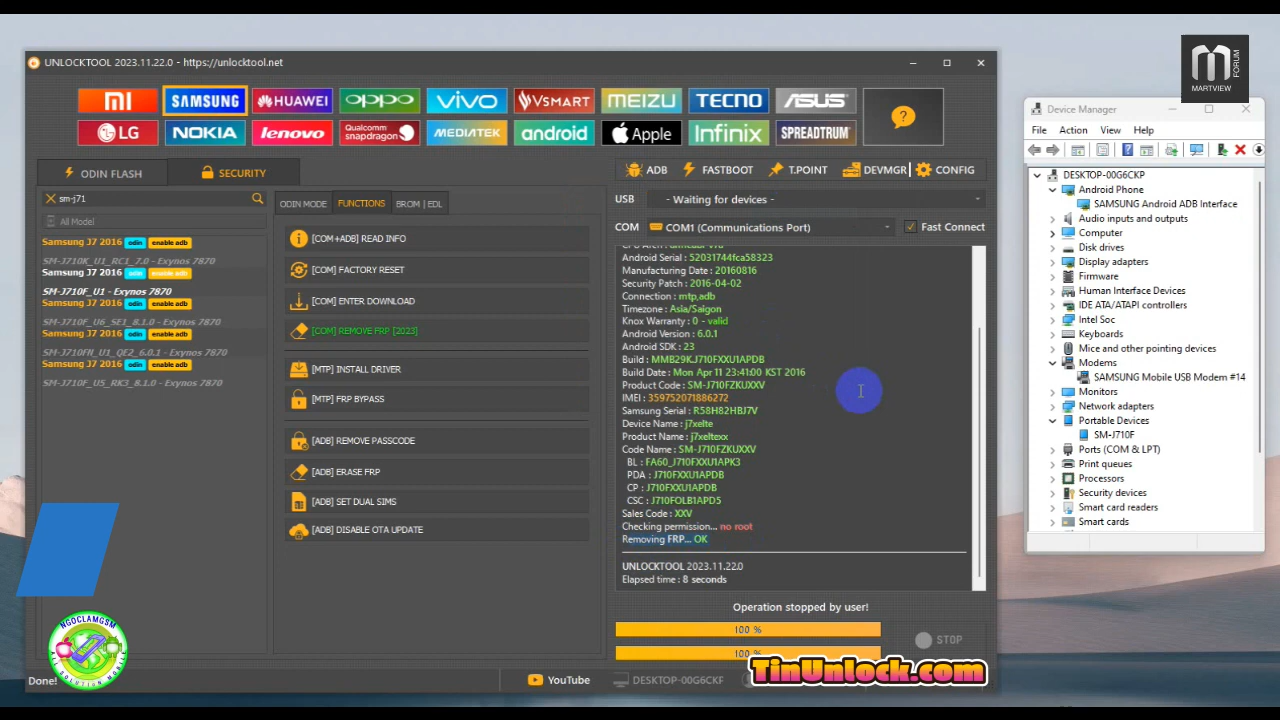 MARTVIEW
FORUM
UNLOCKTOOL 2023.11.22.0 - https://unlocktool.net
SAMSUNG
HUAWEI
oppo
vivo
VSMART
MEIZU
TECNO
ASUS
?
LG
NOKIA
lenovo
Qualcomm
snapdragon
MEDIATEK
android
Apple
Infinix
SPREADTRUM
ODIN FLASH
SECURITY
sm-j71
All Model
Samsung J7 2016 odin enable adb
SM-J710K_U1_RC1_7.0 - Exynos 7870
Samsung J7 2016 odin enable adb
SM-J710F_U1 - Exynos 7870
Samsung J7 2016 odin enable adb
SM-J710F_U6_SE1_8.1.0 - Exynos 7870
Samsung J7 2016 odin enable adb
SM-J710FN_U1_QE2_6.0.1 - Exynos 7870
Samsung J7 2016 odin enable adb
SM-J710F_U5_RK3_8.1.0 - Exynos 7870
ODIN MODE
FUNCTIONS
BROM | EDL
[COM+ADB] READ INFO
[COM] FACTORY RESET
[COM] ENTER DOWNLOAD
[COM] REMOVE FRP [2023]
[MTP] INSTALL DRIVER
[MTP] FRP BYPASS
[ADB] REMOVE PASSCODE
[ADB] ERASE FRP
[ADB] SET DUAL SIMS
[ADB] DISABLE OTA UPDATE
ADB
FASTBOOT
T.POINT
DEVMGR
CONFIG
USB - Waiting for devices -
COM COM1 (Communications Port) Fast Connect
Android Serial : 52031744fca58323
Manufacturing Date : 20160816
Security Patch : 2016-04-02
Connection : mtp,adb
Timezone : Asia/Saigon
Knox Warranty : 0 - valid
Android Version : 6.0.1
Android SDK : 23
Build : MMB29K.J710FXXU1APDB
Build Date : Mon Apr 11 23:41:00 KST 2016
Product Code : SM-J710FZKUXXV
IMEI : 359752071886272
Samsung Serial : R58H82HBJ7V
Device Name : j7xelte
Product Name : j7xeltexx
Code Name : SM-J710FZKUXXV
BL : FA60_J710FXXU1APK3
PDA : J710FXXU1APDB
CP : J710FXXU1APDB
CSC : J710FOLB1APD5
Sales Code : XXV
Checking permission... no root
Removing FRP... OK
UNLOCKTOOL 2023.11.22.0
Elapsed time : 8 seconds
Operation stopped by user!
100 %
STOP
100 %
TinUnlock.com
Done!
YouTube
DESKTOP-00G6CKP
NGOCLAMGSM
Device Manager
File Action View Help
DESKTOP-00G6CKP
Android Phone
SAMSUNG Android ADB Interface
Audio inputs and outputs
Computer
Disk drives
Display adapters
Firmware
Human Interface Devices
IDE ATA/ATAPI controllers
Intel Soc
Keyboards
Mice and other pointing devices
Modems
SAMSUNG Mobile USB Modem #14
Monitors
Network adapters
Portable Devices
SM-J710F
Ports (COM & LPT)
Print queues
Processors
Security devices
Smart card readers
Smart cards